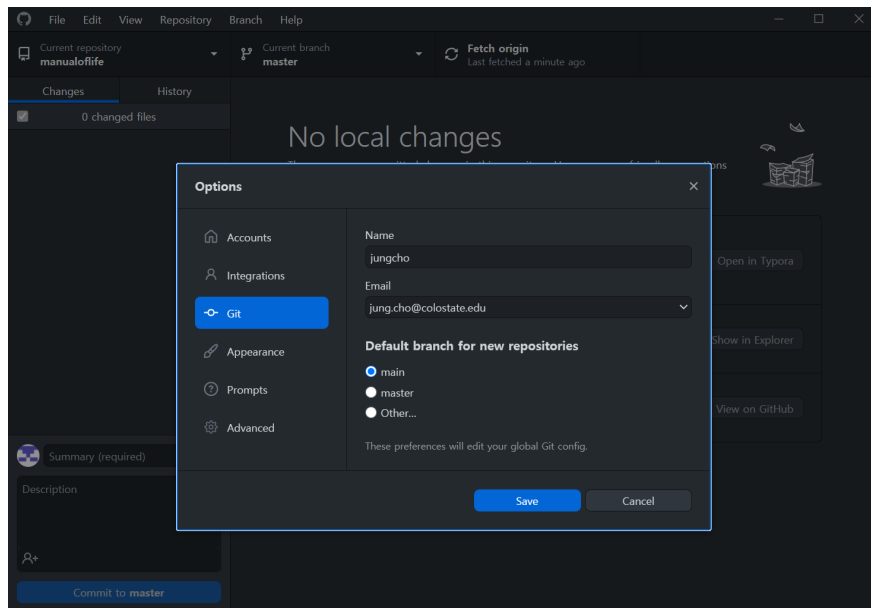 File Edit View Repository Branch Help
Current repository
manualoflife
Current branch
master
Fetch origin
Last fetched a minute ago
Changes History
0 changed files
No local changes
Options
Accounts
Integrations
Git
Appearance
Prompts
Advanced
Name
jungcho
Email
jung.cho@colostate.edu
Default branch for new repositories
main
master
Other...
These preferences will edit your global Git config.
Save Cancel
Open in Typora
Show in Explorer
View on GitHub
Summary (required)
Description
Commit to master